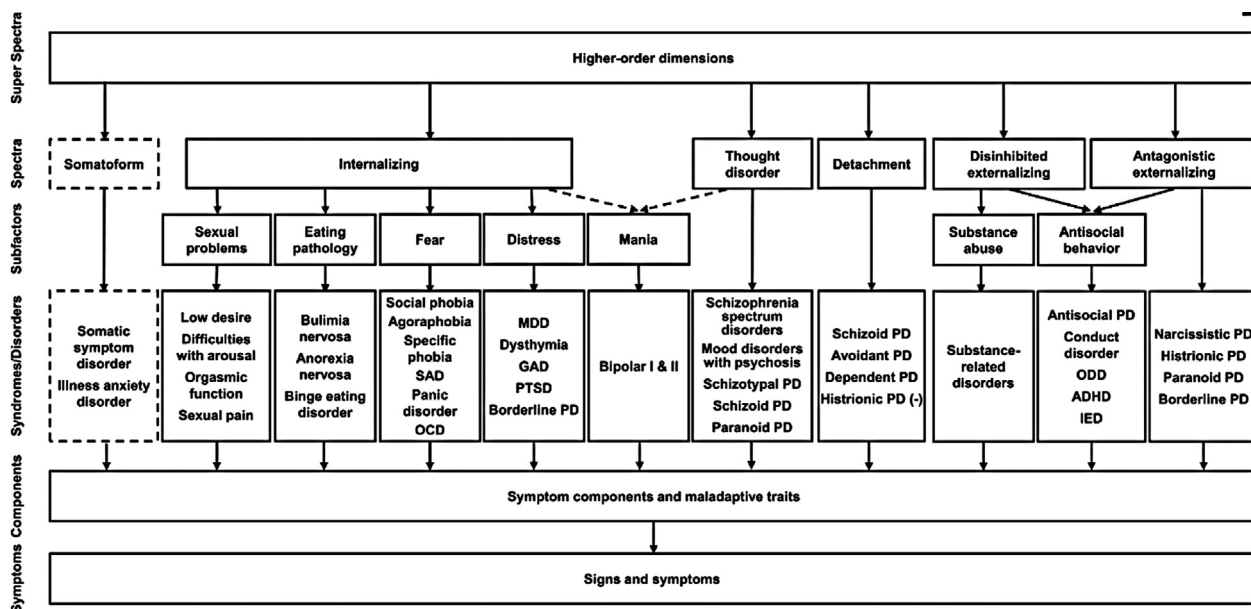 Super Spectra
Higher-order dimensions
Spectra
Somatoform
Internalizing
Thought
disorder
Detachment
Disinhibited
externalizing
Antagonistic
externalizing
Subfactors
Sexual
problems
Eating
pathology
Fear
Distress
Mania
Substance
abuse
Antisocial
behavior
Syndromes/Disorders
Somatic
symptom
disorder
Illness anxiety
disorder
Low desire
Difficulties
with arousal
Orgasmic
function
Sexual pain
Bulimia
nervosa
Anorexia
nervosa
Binge eating
disorder
Social phobia
Agoraphobia
Specific
phobia
SAD
Panic
disorder
OCD
MDD
Dysthymia
GAD
PTSD
Borderline PD
Bipolar I & II
Schizophrenia
spectrum
disorders
Mood disorders
with psychosis
Schizotypal PD
Schizoid PD
Paranoid PD
Schizoid PD
Avoidant PD
Dependent PD
Histrionic PD (-)
Substance-
related
disorders
Antisocial PD
Conduct
disorder
ODD
ADHD
IED
Narcissistic PD
Histrionic PD
Paranoid PD
Borderline PD
Components
Symptom components and maladaptive traits
Symptoms
Signs and symptoms